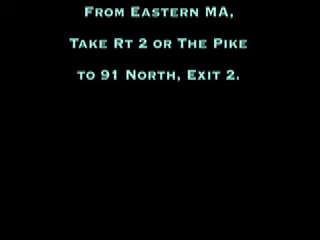 From Eastern MA,
Take Rt 2 or The Pike
to 91 North, Exit 2.